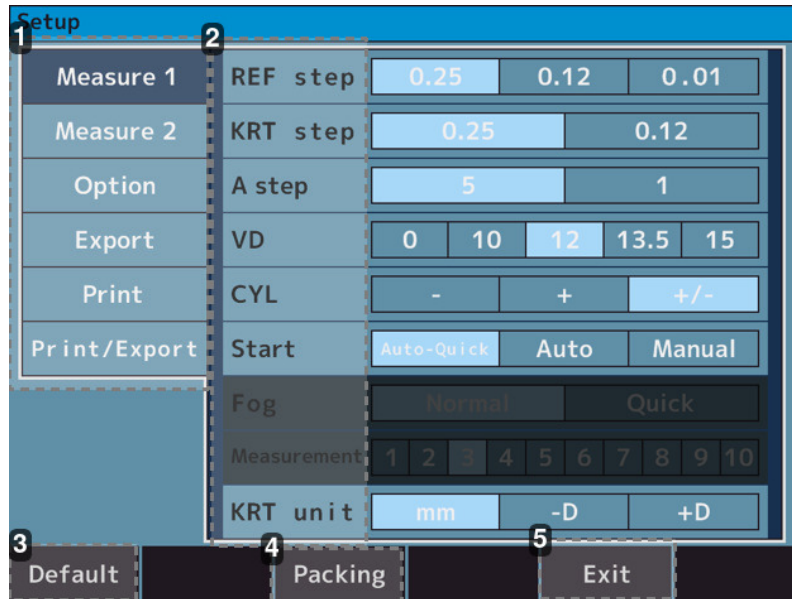 Setup
1
2
Measure 1
REF step 0.25 0.12 0.01
Measure 2
KRT step 0.25 0.12
Option
A step 5 1
Export
VD 0 10 12 13.5 15
Print
CYL - + +/-
Print/Export
Start Auto-Quick Auto Manual
Fog Normal Quick
Measurement 1 2 3 4 5 6 7 8 9 10
KRT unit mm -D +D
3
4
5
Default Packing Exit